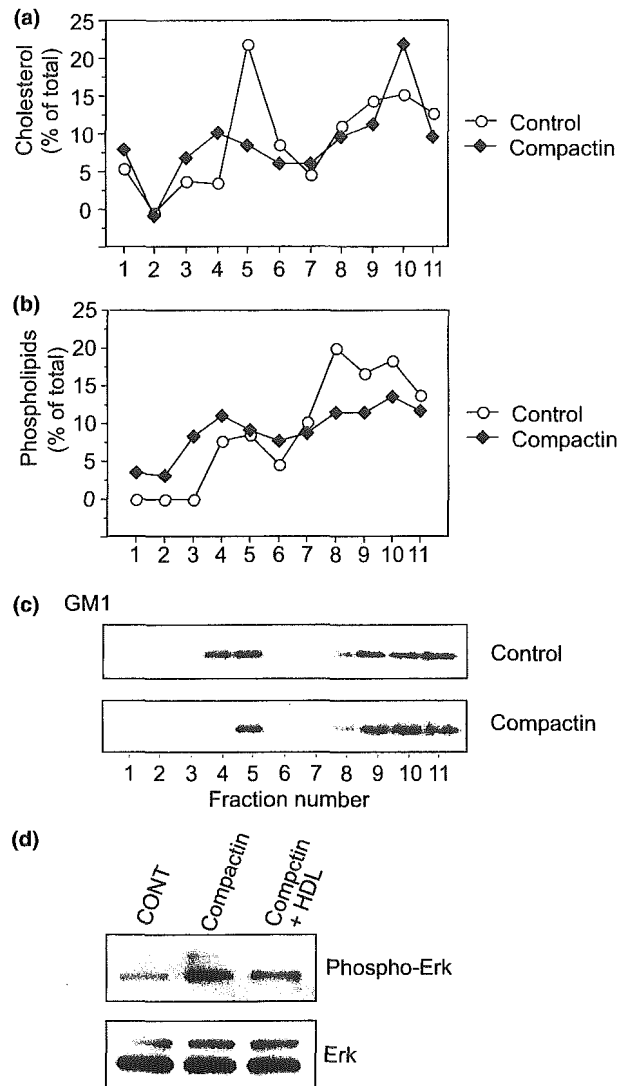 (a)
Cholesterol
(% of total)
25
20
15
10
5
0
1 2 3 4 5 6 7 8 9 10 11
Control
Compactin
(b)
Phospholipids
(% of total)
25
20
15
10
5
0
1 2 3 4 5 6 7 8 9 10 11
Control
Compactin
(c) GM1
Control
Compactin
1 2 3 4 5 6 7 8 9 10 11
Fraction number
(d)
CONT
Compactin
Compctin
+ HDL
Phospho-Erk
Erk